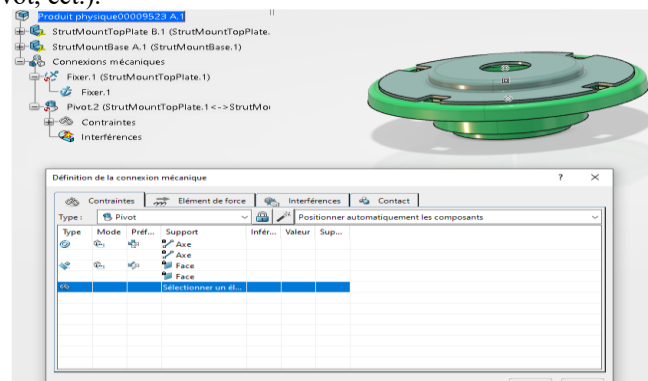 vot, ect.).
Produit physique00009523 A.1
StrutMountTopPlate B.1 (StrutMountTopPlate.
StrutMountBase A.1 (StrutMountBase.1)
Connexions mécaniques
Fixer.1 (StrutMountTopPlate.1)
Fixer.1
Pivot.2 (StrutMountTopPlate.1<->StrutMou
Contraintes
Interférences
Définition de la connexion mécanique ? ×
Contraintes Elément de force Interférences Contact
Type : Pivot Positionner automatiquement les composants
Type Mode Préf... Support Infér... Valeur Sup...
Axe
Axe
Face
Face
Sélectionner un él...